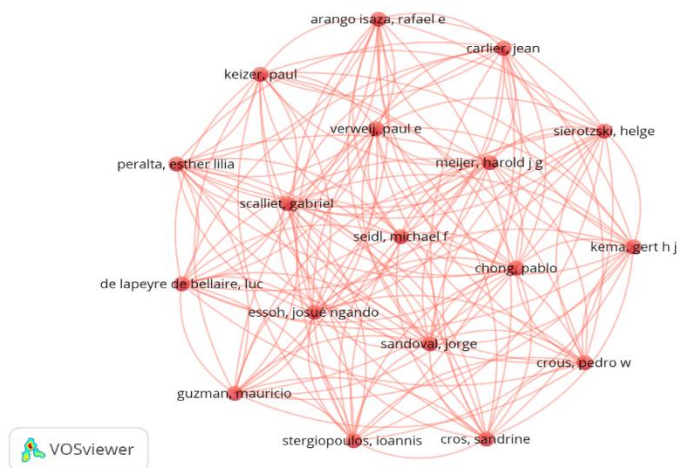 arango isaza, rafael e
carlier, jean
keizer, paul
verweij, paul e
sierotzski, helge
peralta, esther lilia
meijer, harold j g
scalliet, gabriel
seidl, michael f
kema, gert h j
chong, pablo
de lapeyre de bellaire, luc
essoh, josué ngando
sandoval, jorge
crous, pedro w
guzman, mauricio
stergiopoulos, ioannis
cros, sandrine
VOSviewer